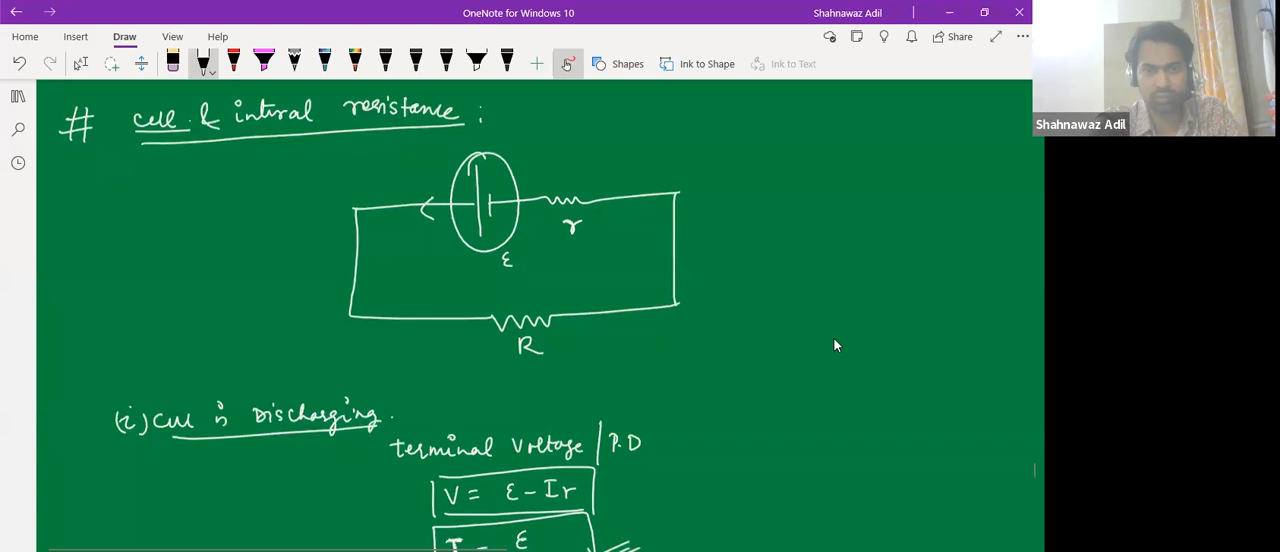 OneNote for Windows 10
Shahnawaz Adil
Home Insert Draw View Help
Share
Shapes Ink to Shape Ink to Text
Shahnawaz Adil
# cell & interal resistance :
r
ε
R
(i) Cell is Discharging.
terminal Voltage / P.D
V = ε - Ir
I = ε